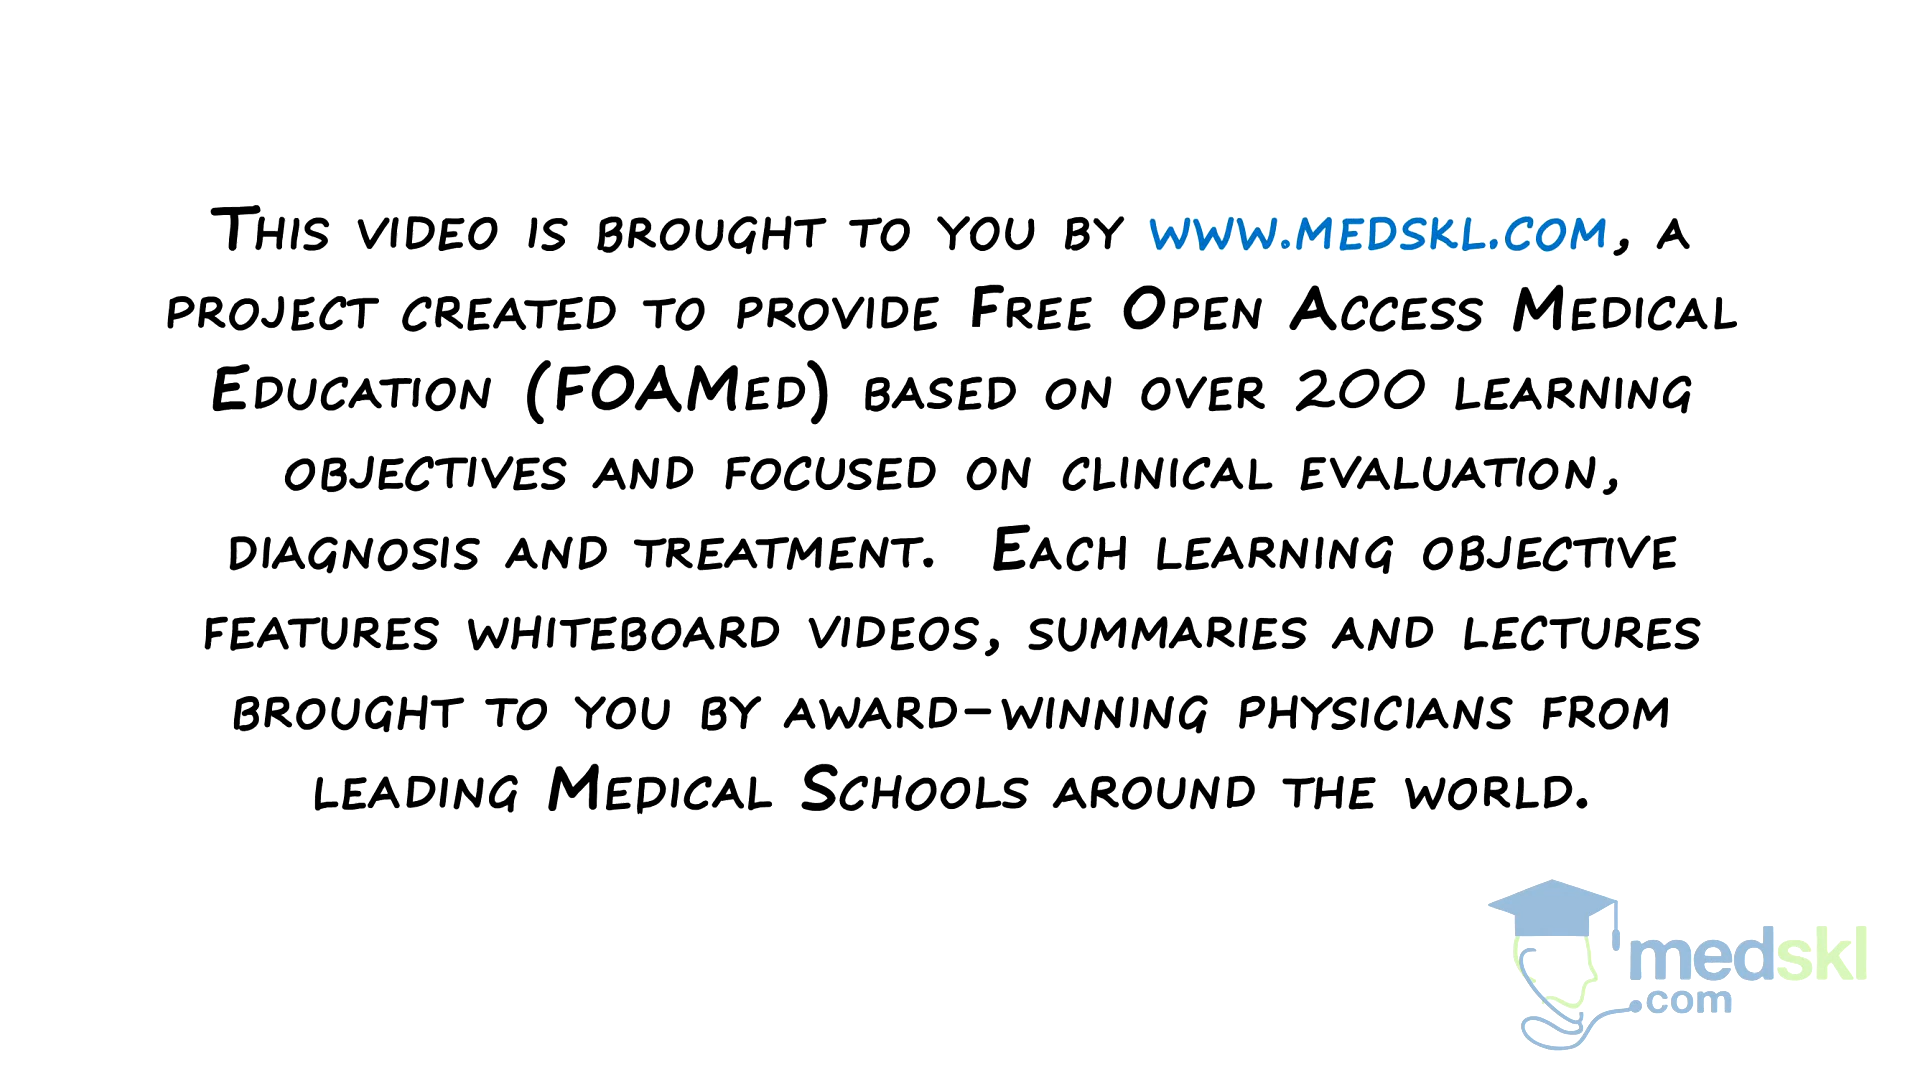 This video is brought to you by www.medskl.com, a
project created to provide Free Open Access Medical
Education (FOAMed) based on over 200 learning
objectives and focused on clinical evaluation,
diagnosis and treatment. Each learning objective
features whiteboard videos, summaries and lectures
brought to you by award-winning physicians from
leading Medical Schools around the world.
medskl
.com